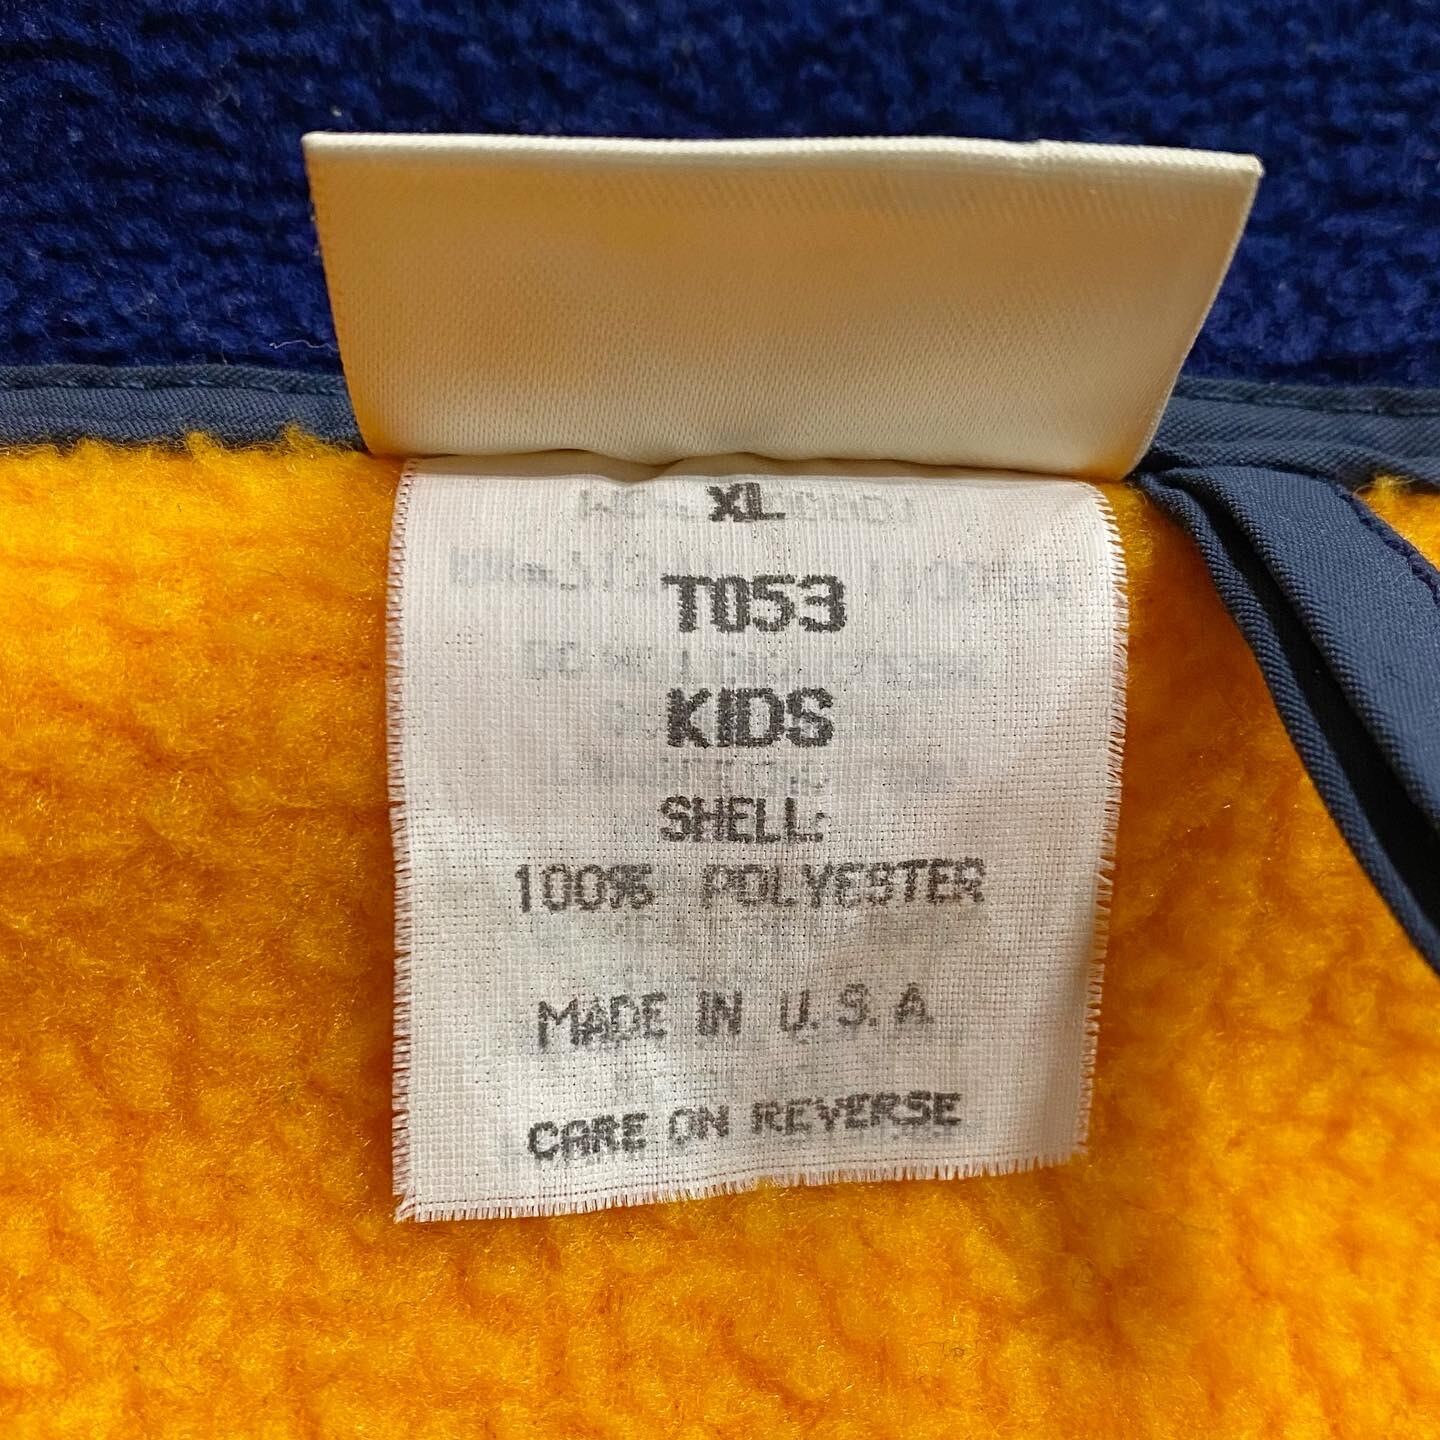 XL
T053
KIDS
SHELL:
100% POLYESTER
MADE IN U.S.A.
CARE ON REVERSE